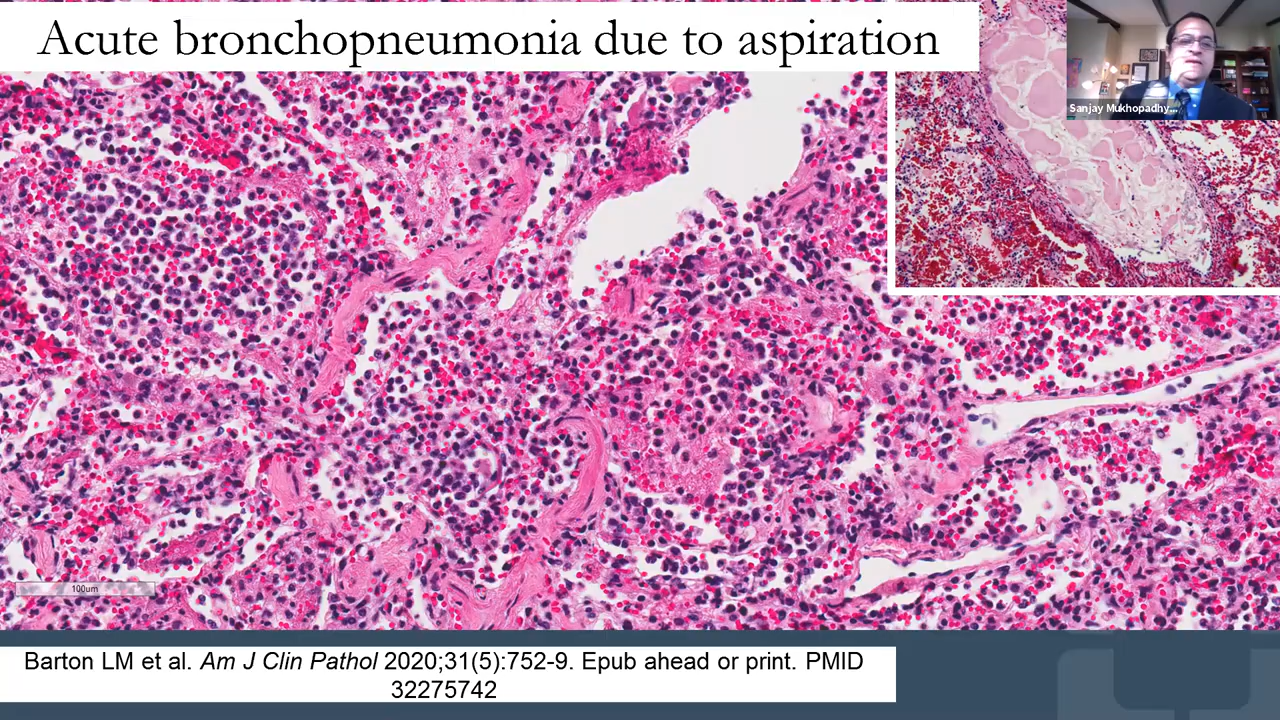 Acute bronchopneumonia due to aspiration
Sanjay Mukhopadhy...
100um
Barton LM et al. Am J Clin Pathol 2020;31(5):752-9. Epub ahead or print. PMID
32275742